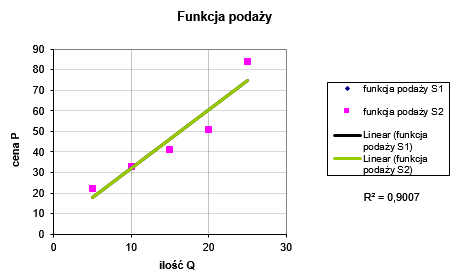 Funkcja podaży
cena P
90
80
70
60
50
40
30
20
10
0
0 10 20 30
ilość Q
funkcja podaży S1
funkcja podaży S2
Linear (funkcja
podaży S1)
Linear (funkcja
podaży S2)
R² = 0,9007